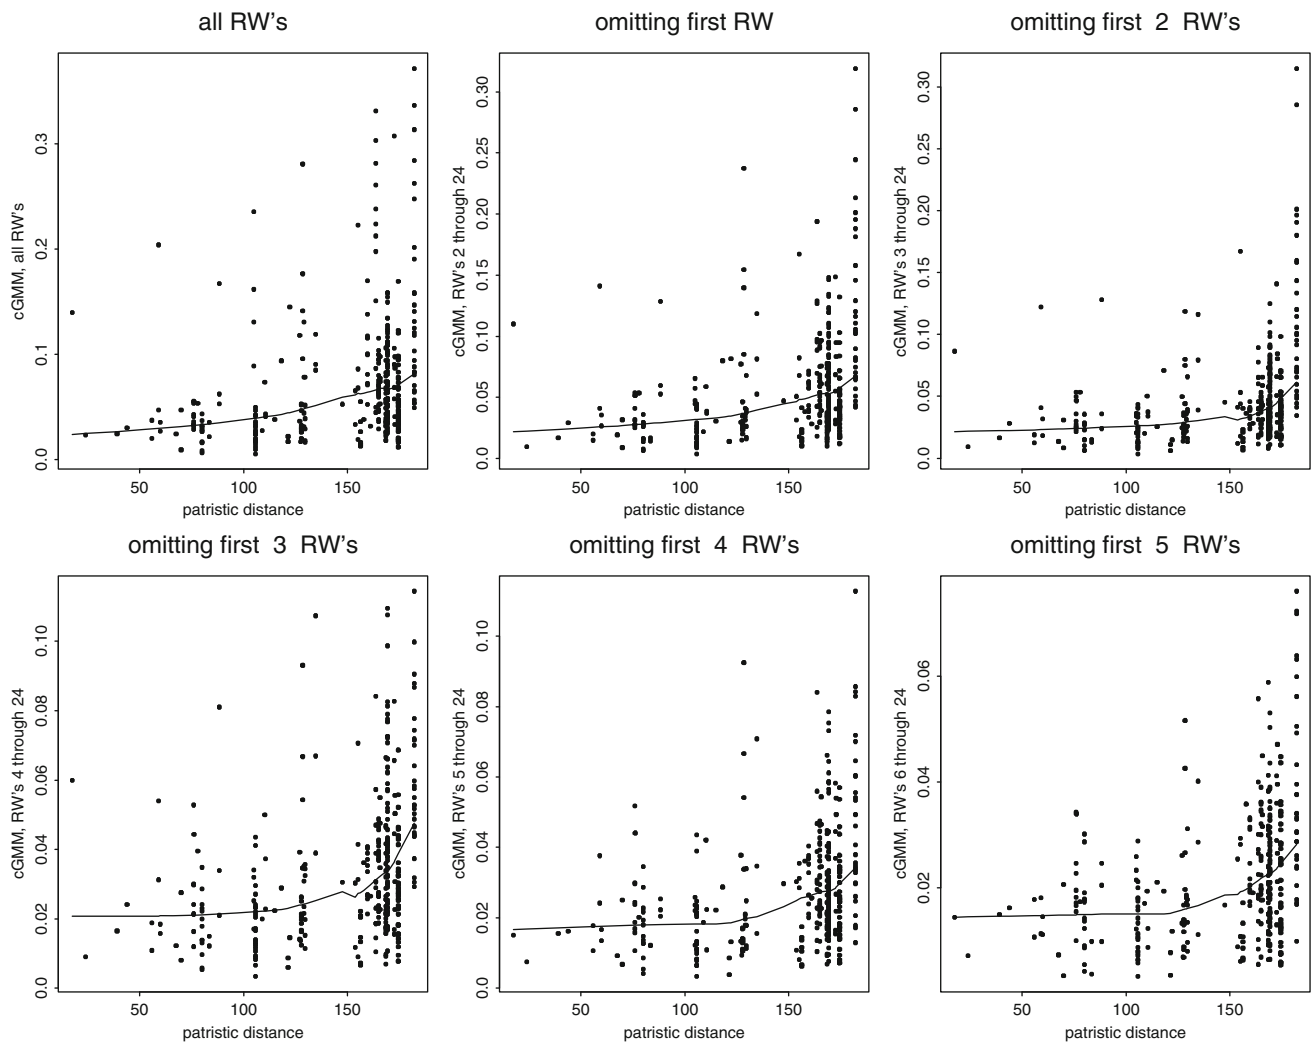 all RW's
omitting first RW
omitting first 2 RW's
cGMM, all RW's
0.0
0.1
0.2
0.3
50
100
150
patristic distance
cGMM, RW's 2 through 24
0.0
0.05
0.10
0.15
0.20
0.25
0.30
50
100
150
patristic distance
cGMM, RW's 3 through 24
0.0
0.05
0.10
0.15
0.20
0.25
0.30
50
100
150
patristic distance
omitting first 3 RW's
omitting first 4 RW's
omitting first 5 RW's
cGMM, RW's 4 through 24
0.0
0.02
0.04
0.06
0.08
0.10
50
100
150
patristic distance
cGMM, RW's 5 through 24
0.0
0.02
0.04
0.06
0.08
0.10
50
100
150
patristic distance
cGMM, RW's 6 through 24
0.02
0.04
0.06
50
100
150
patristic distance